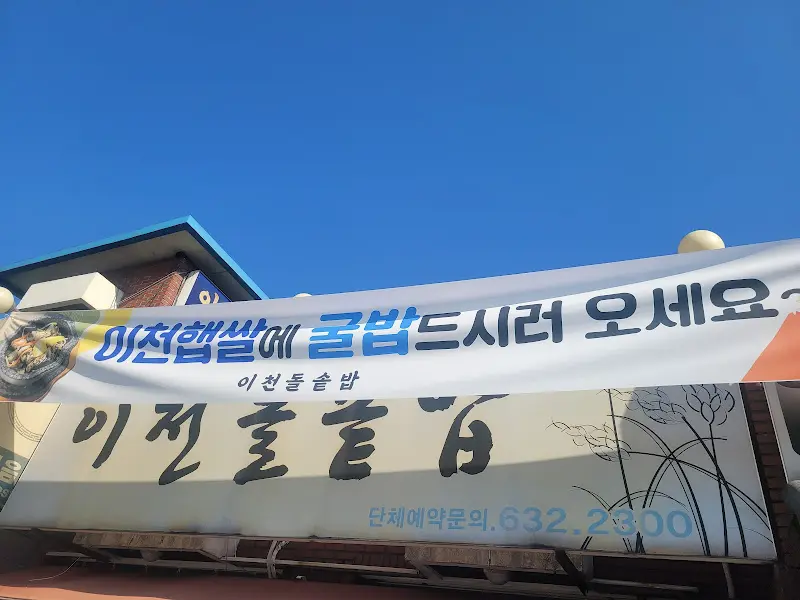 이천햅쌀에 굴밥드시러 오세요~
이천돌솥밥
이천돌솥밥
단체예약문의.632.2300